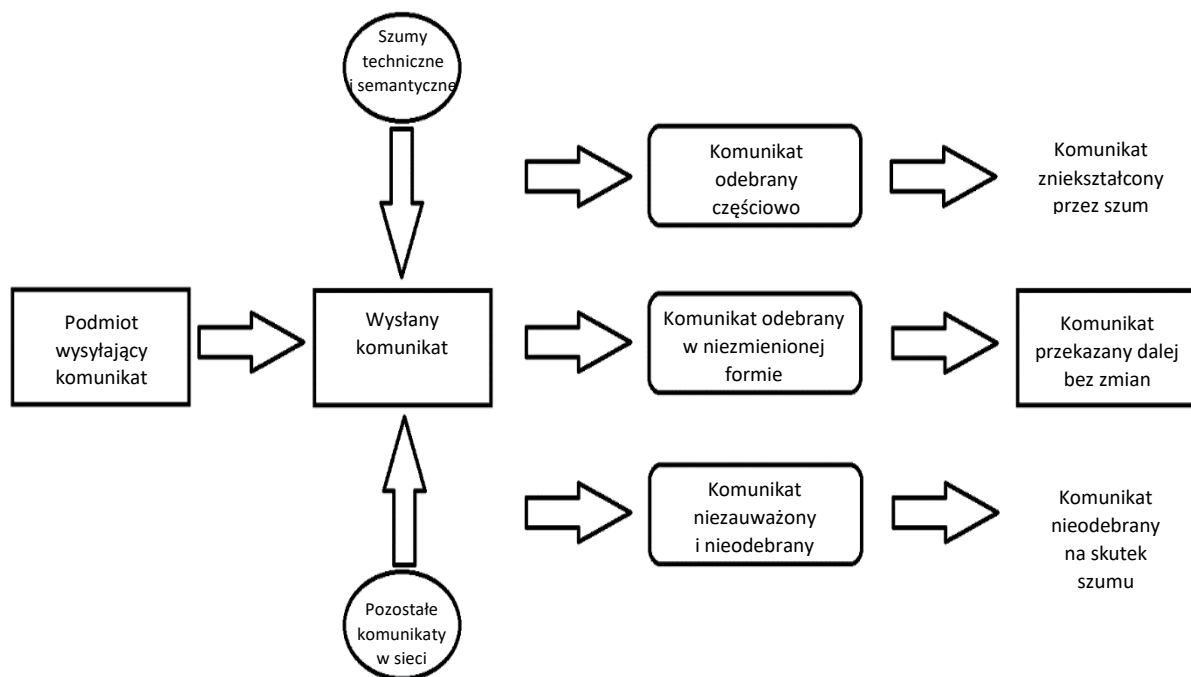 Szumy
techniczne
i semantyczne
Komunikat
odebrany
częściowo
Komunikat
zniekształcony
przez szum
Podmiot
wysyłający
komunikat
Wysłany
komunikat
Komunikat odebrany
w niezmienionej
formie
Komunikat
przekazany dalej
bez zmian
Komunikat
niezauważony
i nieodebrany
Komunikat
nieodebrany
na skutek
szumu
Pozostałe
komunikaty
w sieci